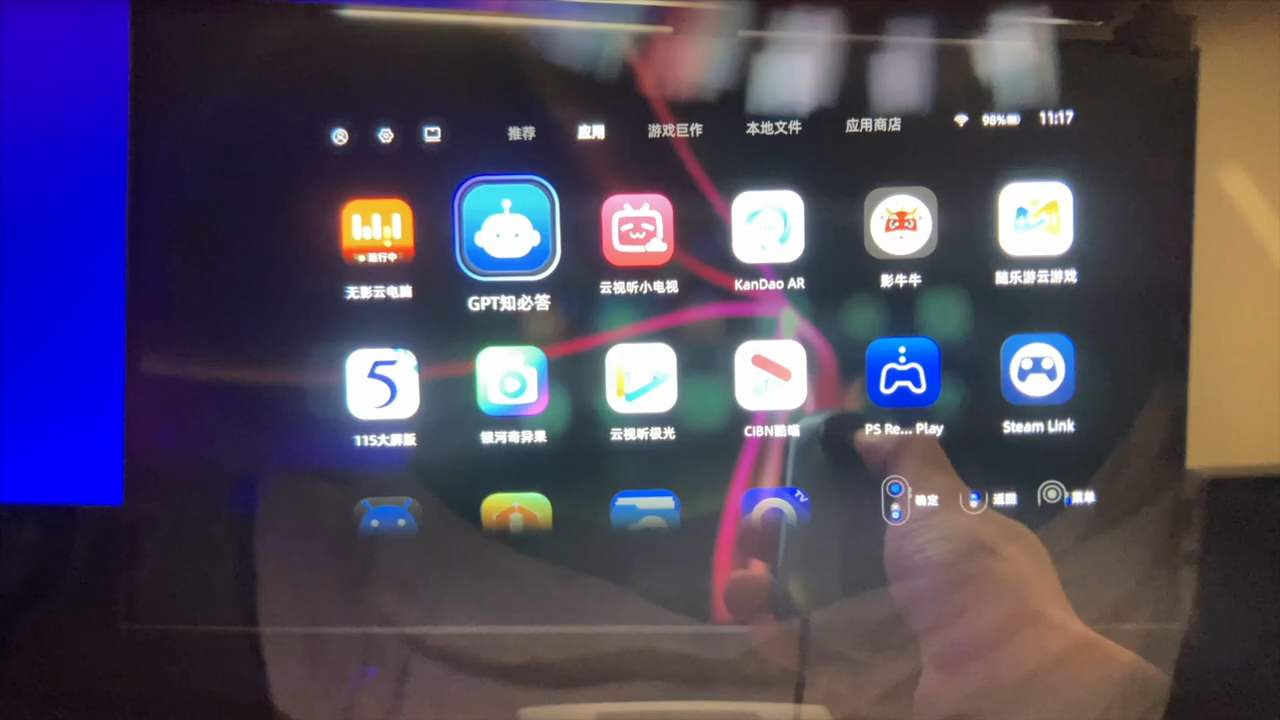 推荐 应用 游戏巨作 本地文件 应用商店 98% 11:17
运行中
无影云电脑 GPT知必答 云视听小电视 KanDao AR 影牛牛 随乐游云游戏
5
115大屏版 银河奇异果 云视听极光 CIBN酷喵 PS Re... Play Steam Link
TV
确定 返回 菜单